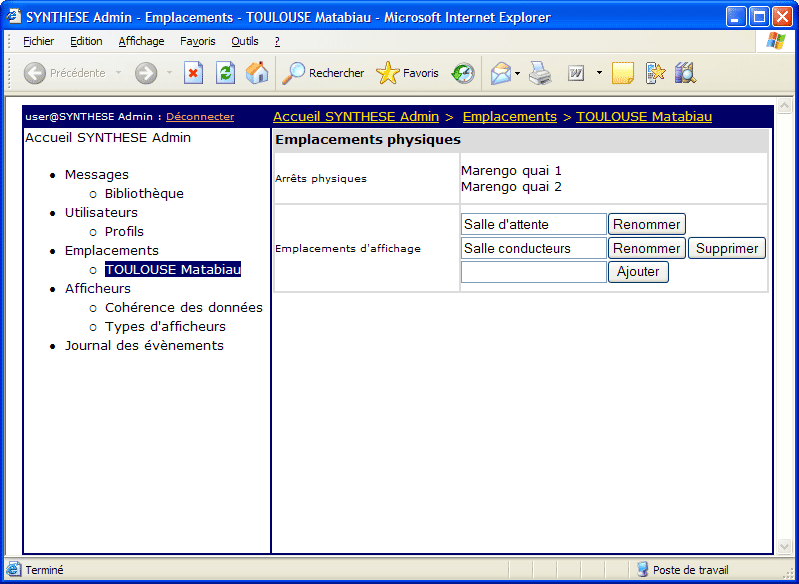 SYNTHESE Admin - Emplacements - TOULOUSE Matabiau - Microsoft Internet Explorer
Fichier Edition Affichage Favoris Outils ?
Précédente Rechercher Favoris
user@SYNTHESE Admin : Déconnecter
Accueil SYNTHESE Admin > Emplacements > TOULOUSE Matabiau
Accueil SYNTHESE Admin
Messages
Bibliothèque
Utilisateurs
Profils
Emplacements
TOULOUSE Matabiau
Afficheurs
Cohérence des données
Types d'afficheurs
Journal des évènements
Emplacements physiques
Arrêts physiques
Marengo quai 1
Marengo quai 2
Emplacements d'affichage
Salle d'attente Renommer
Salle conducteurs Renommer Supprimer
Ajouter
Terminé
Poste de travail